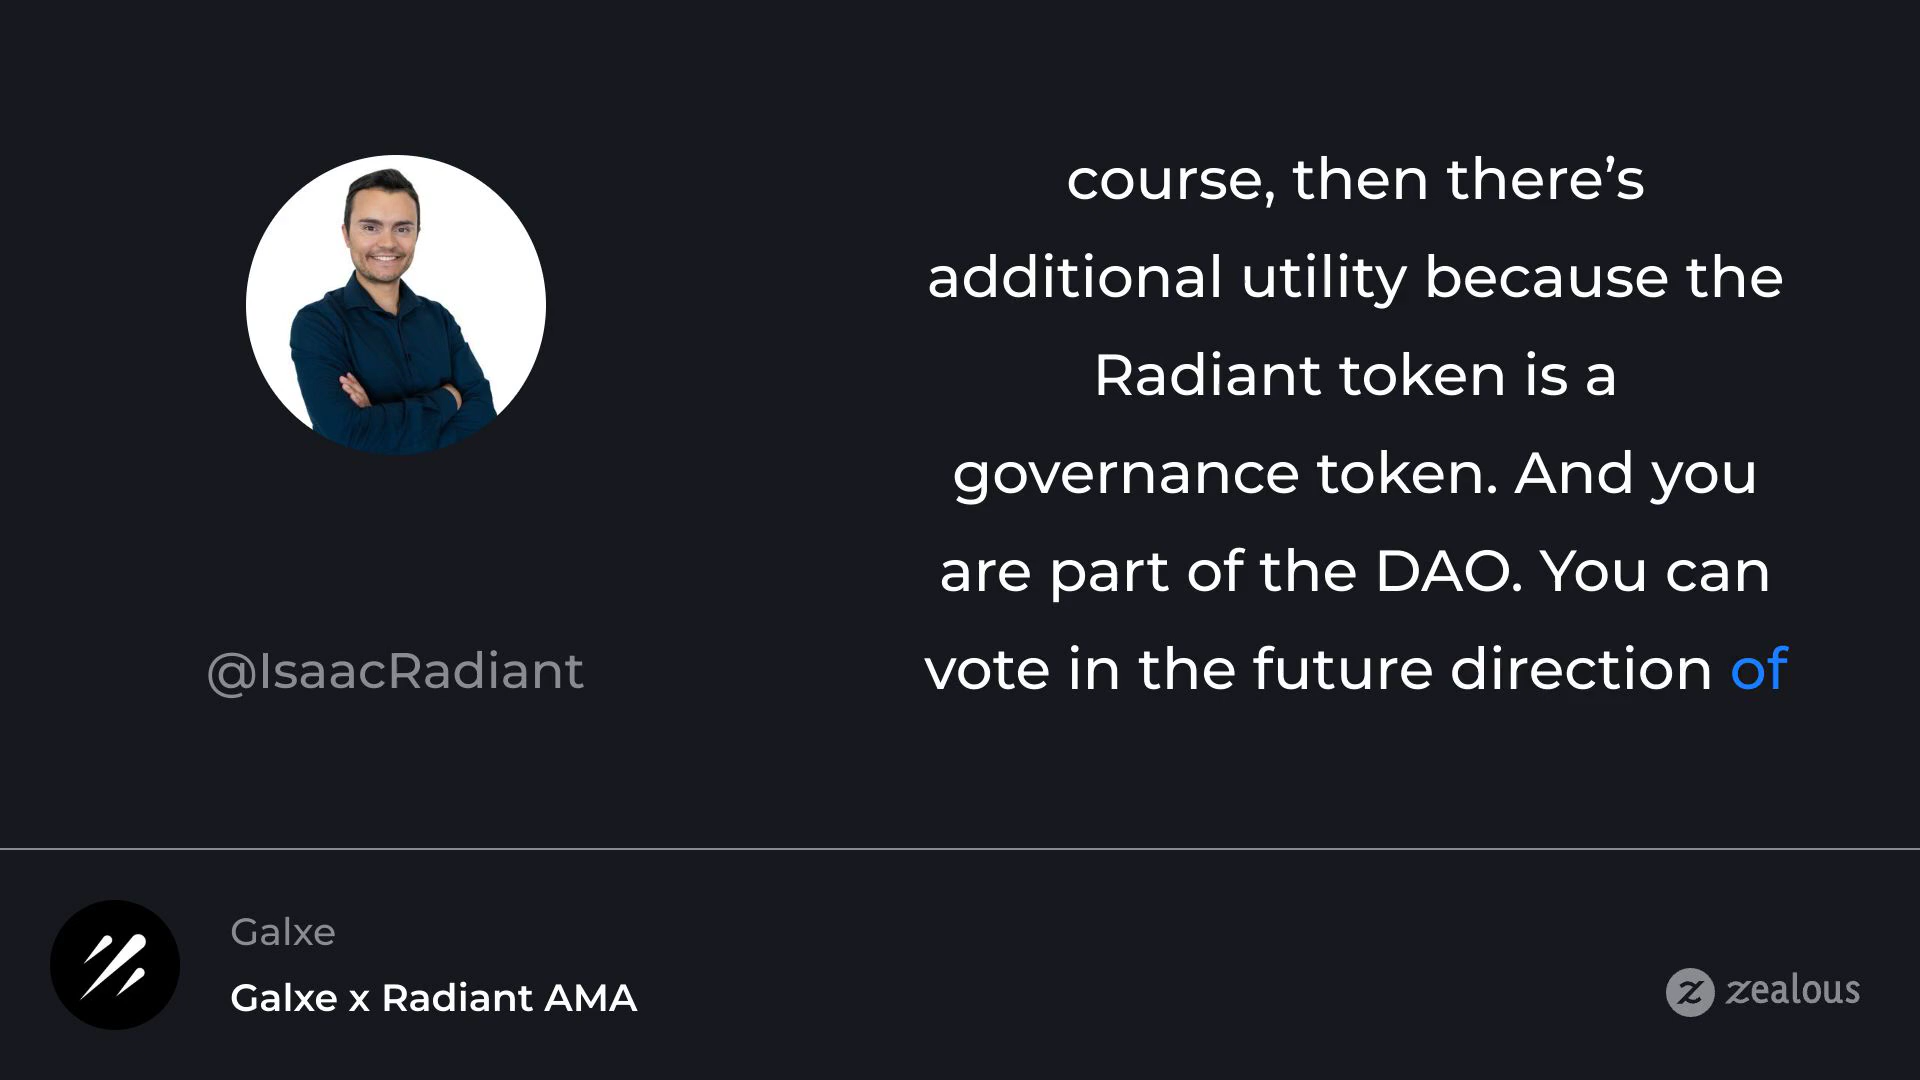 course, then there’s
additional utility because the
Radiant token is a
governance token. And you
are part of the DAO. You can
vote in the future direction of
@IsaacRadiant
Galxe
Galxe x Radiant AMA
zealous